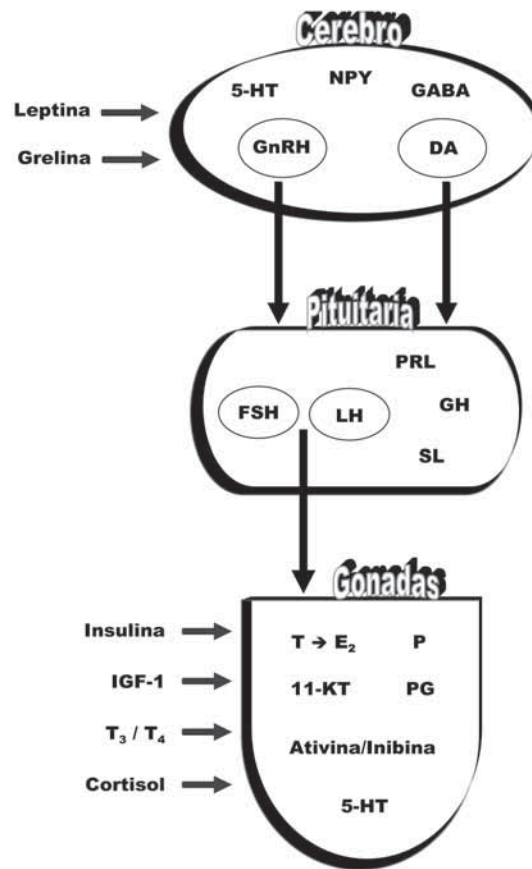 Cérebro
5-HT NPY GABA
Leptina
GnRH DA
Grelina
Pituitaria
PRL
FSH LH GH
SL
Gonadas
Insulina T → E₂ P
IGF-1 11-KT PG
T₃ / T₄
Ativina/Inibina
Cortisol
5-HT